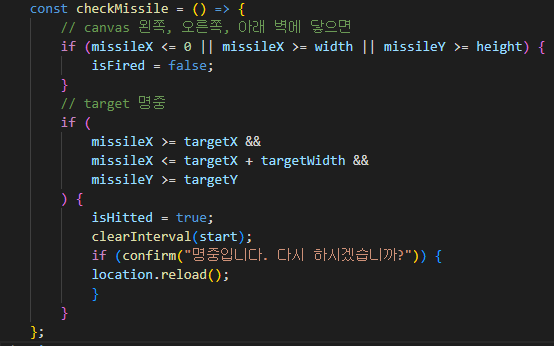 const checkMissile = () => {
// canvas 왼쪽, 오른쪽, 아래 벽에 닿으면
if (missileX <= 0 || missileX >= width || missileY >= height) {
isFired = false;
}
// target 명중
if (
missileX >= targetX &&
missileX <= targetX + targetWidth &&
missileY >= targetY
) {
isHitted = true;
clearInterval(start);
if (confirm("명중입니다. 다시 하시겠습니까?")) {
location.reload();
}
}
};